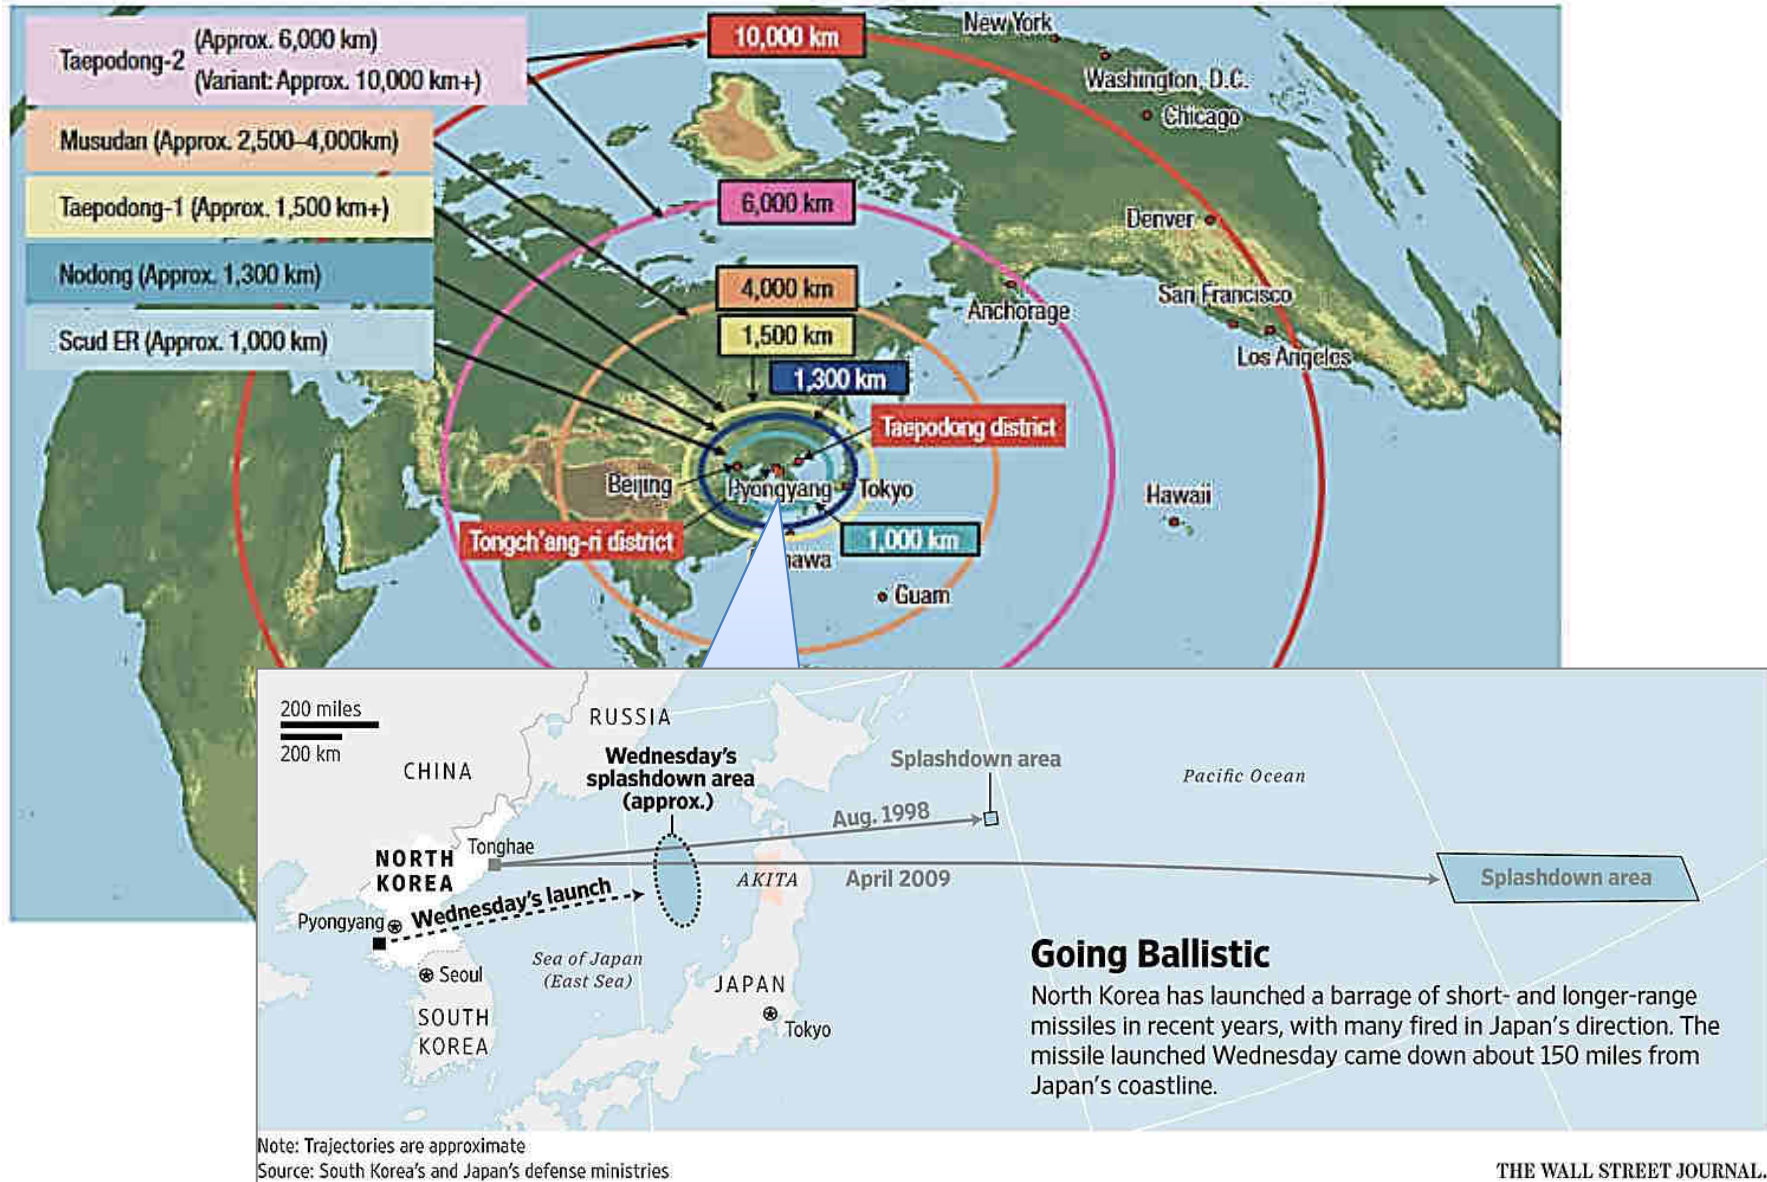 Taepodong-2 (Approx. 6,000 km)
(Variant: Approx. 10,000 km+)
Musudan (Approx. 2,500–4,000km)
Taepodong-1 (Approx. 1,500 km+)
Nodong (Approx. 1,300 km)
Scud ER (Approx. 1,000 km)
10,000 km
New York
Washington, D.C.
Chicago
6,000 km
Denver
4,000 km
San Francisco
Anchorage
1,500 km
Los Angeles
1,300 km
Taepodong district
Beijing
Pyongyang
Tokyo
Hawaii
Tongch'ang-ri district
1,000 km
nawa
Guam
200 miles
200 km
RUSSIA
CHINA
Wednesday's
splashdown area
(approx.)
Splashdown area
Pacific Ocean
Aug. 1998
Tonghae
NORTH
KOREA
AKITA
April 2009
Splashdown area
Wednesday's launch
Pyongyang
Seoul
Sea of Japan
(East Sea)
JAPAN
SOUTH
KOREA
Tokyo
Going Ballistic
North Korea has launched a barrage of short- and longer-range
missiles in recent years, with many fired in Japan's direction. The
missile launched Wednesday came down about 150 miles from
Japan's coastline.
Note: Trajectories are approximate
Source: South Korea's and Japan's defense ministries
THE WALL STREET JOURNAL.